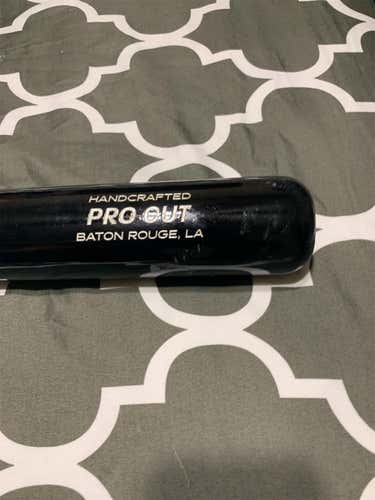 HANDCRAFTED
PRO CUT
BATON ROUGE, LA